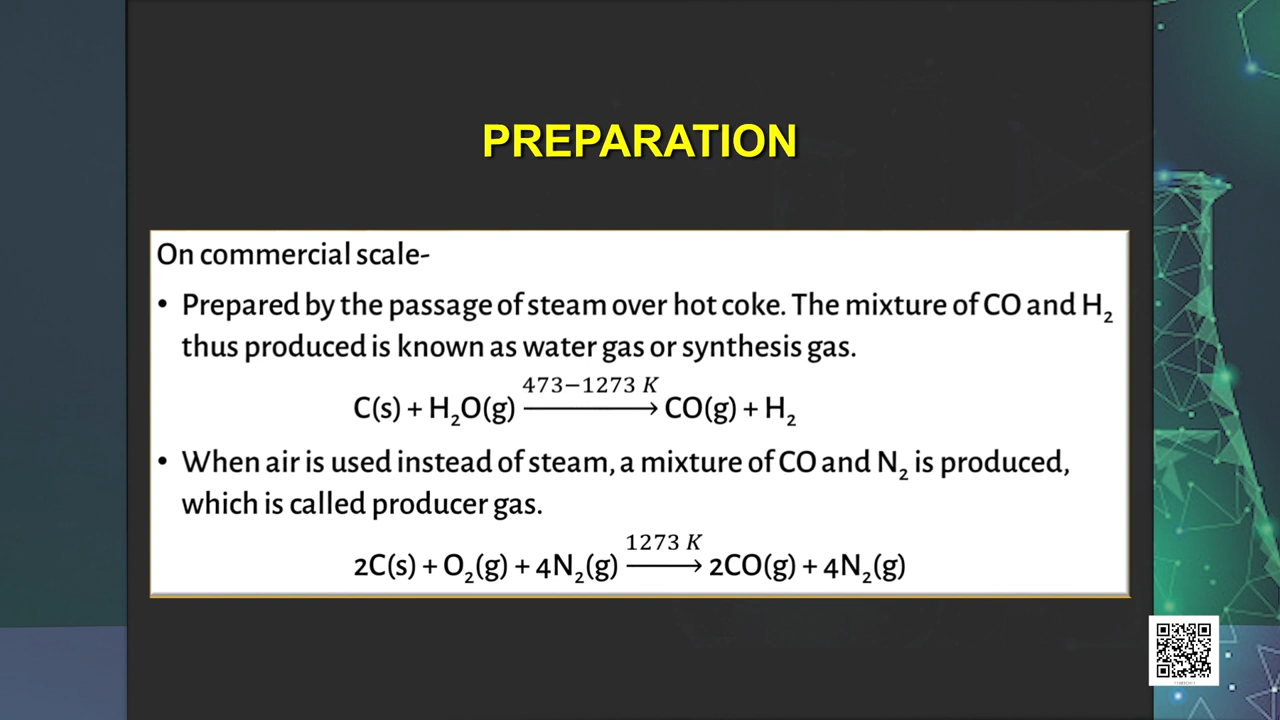 PREPARATION
On commercial scale-
• Prepared by the passage of steam over hot coke. The mixture of CO and H₂
thus produced is known as water gas or synthesis gas.
C(s) + H₂O(g) 473−1273 K ⟶ CO(g) + H₂
• When air is used instead of steam, a mixture of CO and N₂ is produced,
which is called producer gas.
2C(s) + O₂(g) + 4N₂(g) 1273 K ⟶ 2CO(g) + 4N₂(g)